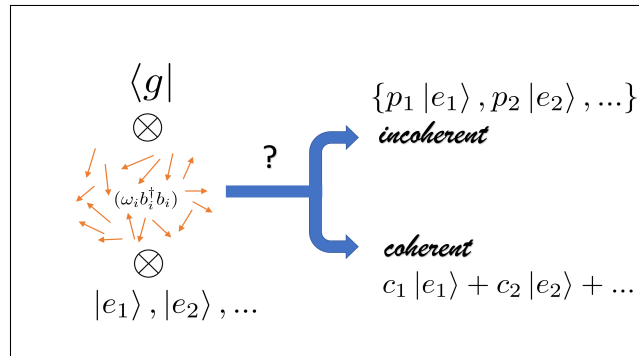 ⟨g|
⊗
(ω_i b_i^† b_i)
⊗
|e_1⟩ , |e_2⟩ , ...
?
{p_1 |e_1⟩ , p_2 |e_2⟩ , ...}
incoherent
coherent
c_1 |e_1⟩ + c_2 |e_2⟩ + ...